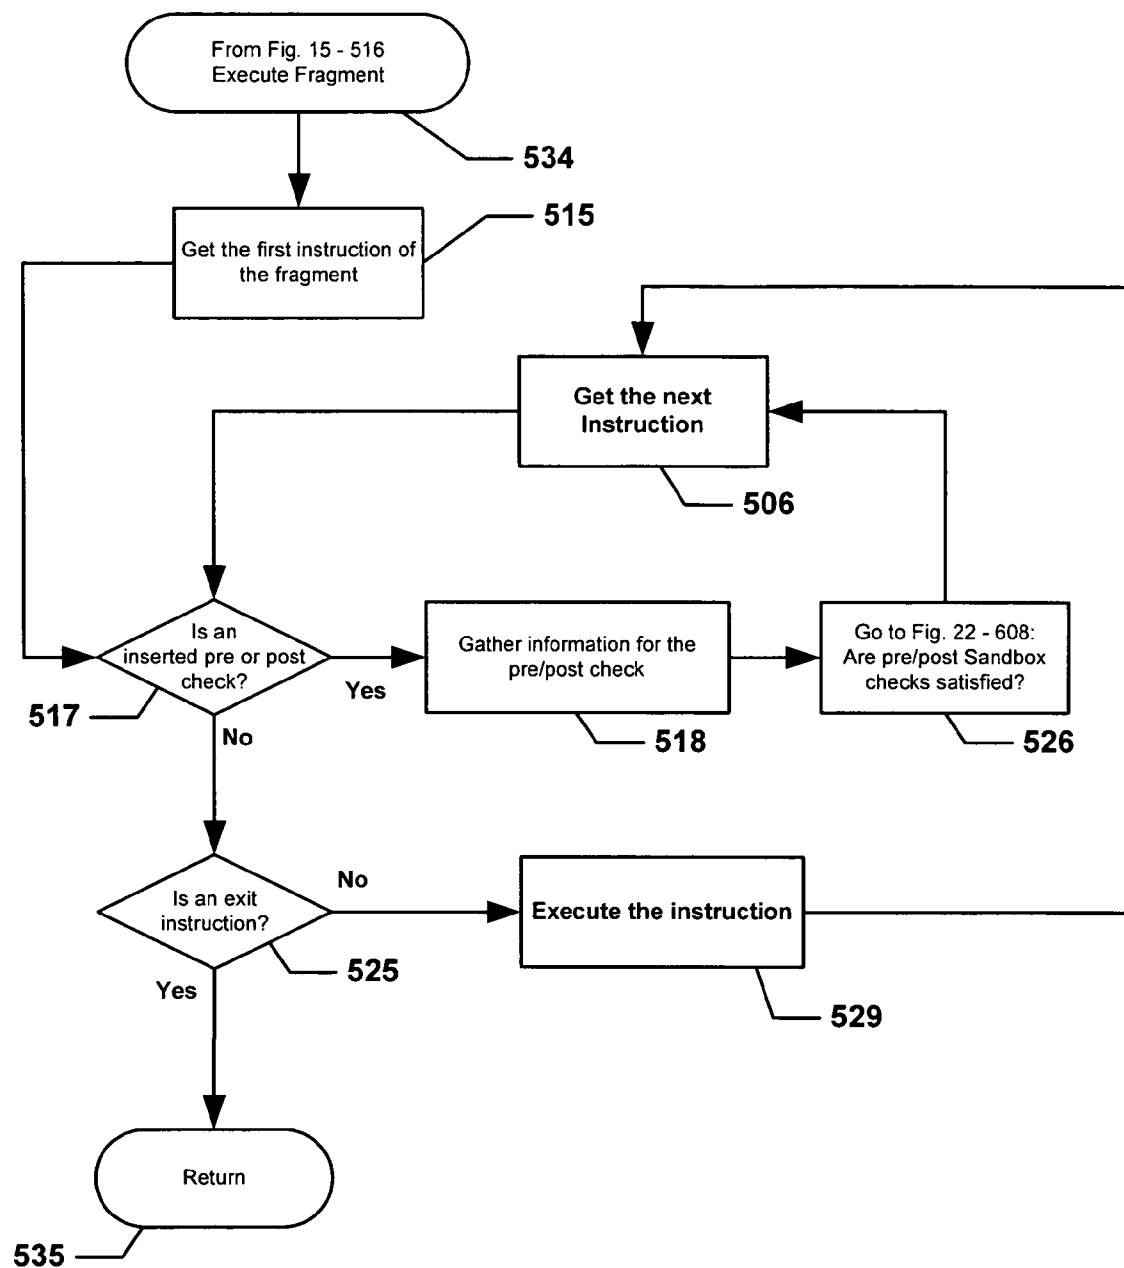 From Fig. 15 - 516
Execute Fragment
534
515
Get the first instruction of
the fragment
Get the next
Instruction
506
Is an
inserted pre or post
check?
517
Yes
No
Gather information for the
pre/post check
518
Go to Fig. 22 - 608:
Are pre/post Sandbox
checks satisfied?
526
Is an exit
instruction?
No
525
Yes
Execute the instruction
529
Return
535